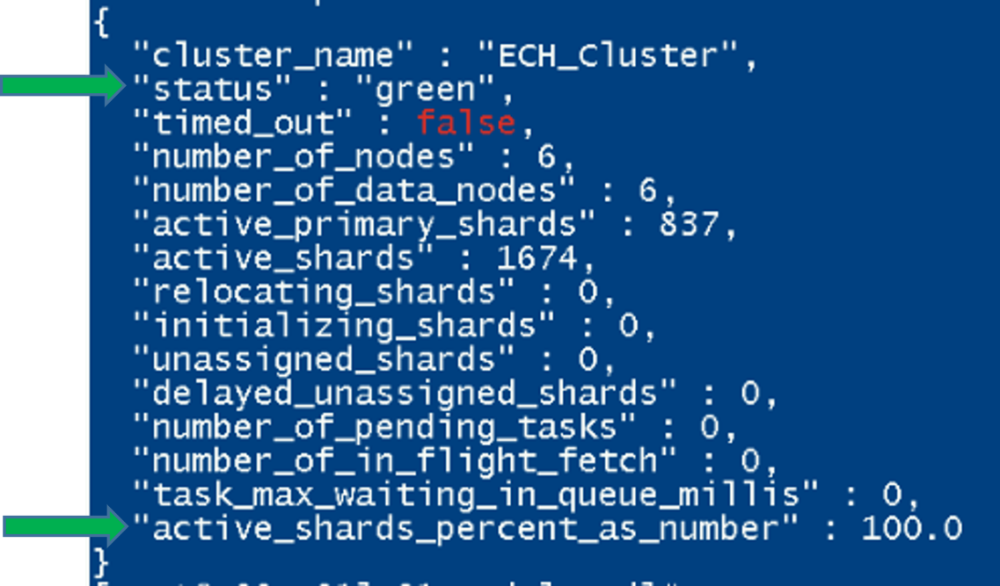 {
"cluster_name" : "ECH_Cluster",
"status" : "green",
"timed_out" : false,
"number_of_nodes" : 6,
"number_of_data_nodes" : 6,
"active_primary_shards" : 837,
"active_shards" : 1674,
"relocating_shards" : 0,
"initializing_shards" : 0,
"unassigned_shards" : 0,
"delayed_unassigned_shards" : 0,
"number_of_pending_tasks" : 0,
"number_of_in_flight_fetch" : 0,
"task_max_waiting_in_queue_millis" : 0,
"active_shards_percent_as_number" : 100.0
}